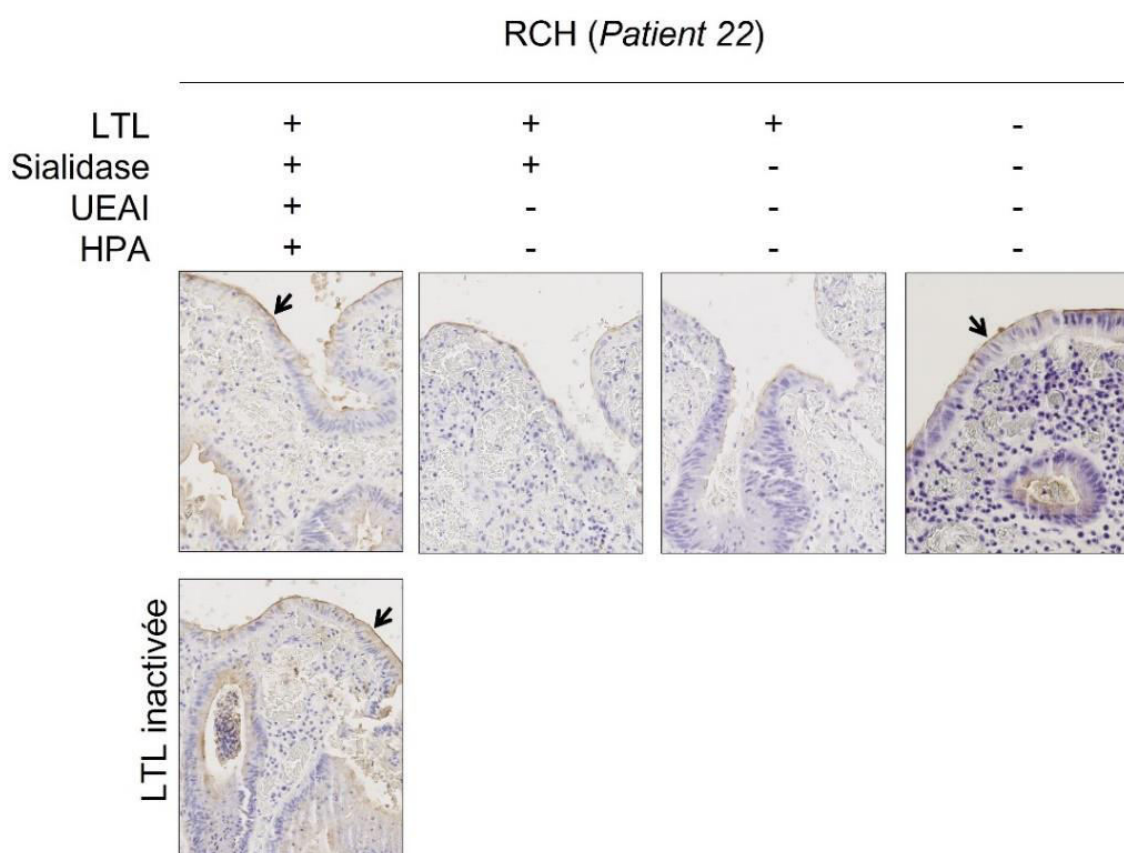 RCH (Patient 22)
LTL + + + -
Sialidase + + - -
UEAI + - - -
HPA + - - -
LTL inactivée